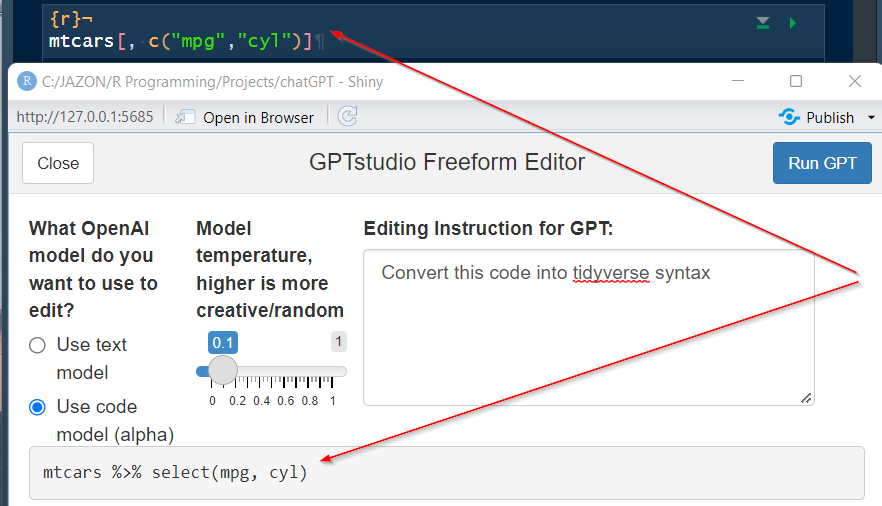 {r}¬
mtcars[,·c("mpg","cyl")]¶
R C:/JAZON/R Programming/Projects/chatGPT - Shiny
http://127.0.0.1:5685 Open in Browser Publish
Close GPTstudio Freeform Editor Run GPT
What OpenAI
model do you
want to use to
edit?
Use text
model
Use code
model (alpha)
Model
temperature,
higher is more
creative/random
0.1 1
0 0.2 0.4 0.6 0.8 1
Editing Instruction for GPT:
Convert this code into tidyverse syntax
mtcars %>% select(mpg, cyl)